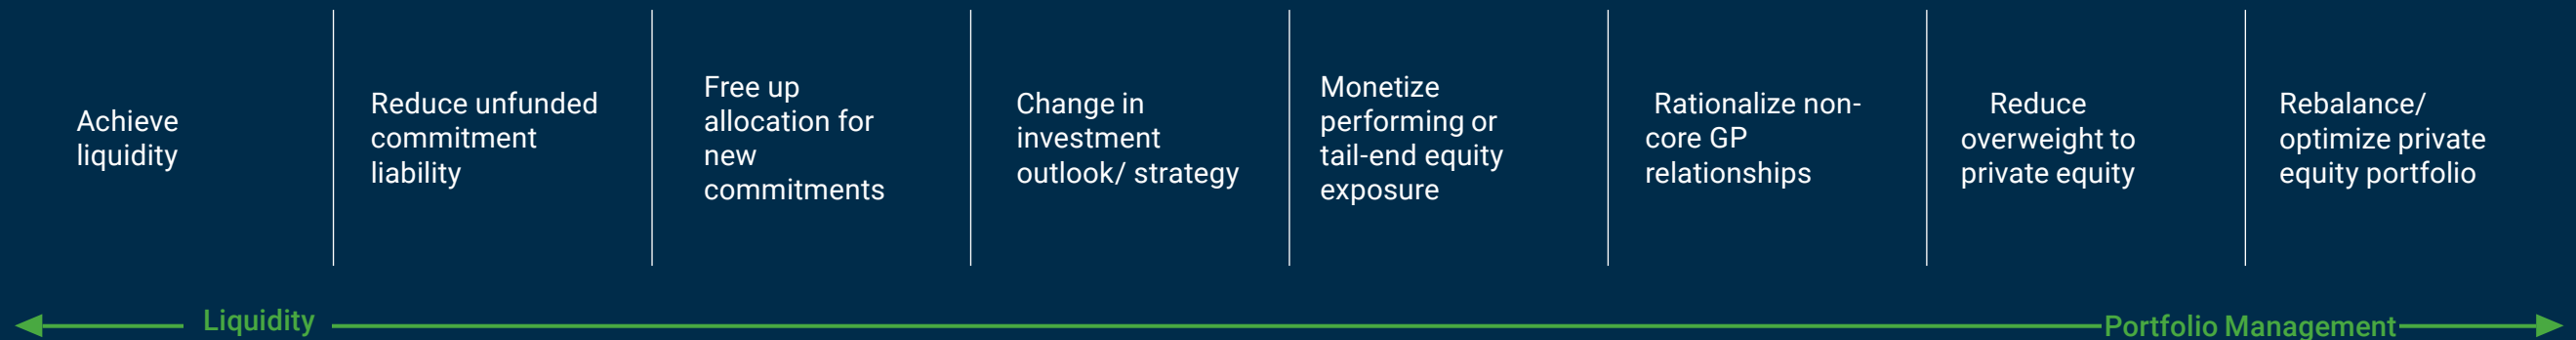 Achieve
liquidity
Reduce unfunded
commitment
liability
Free up
allocation for
new
commitments
Change in
investment
outlook/ strategy
Monetize
performing or
tail-end equity
exposure
Rationalize non-
core GP
relationships
Reduce
overweight to
private equity
Rebalance/
optimize private
equity portfolio
Liquidity
Portfolio Management